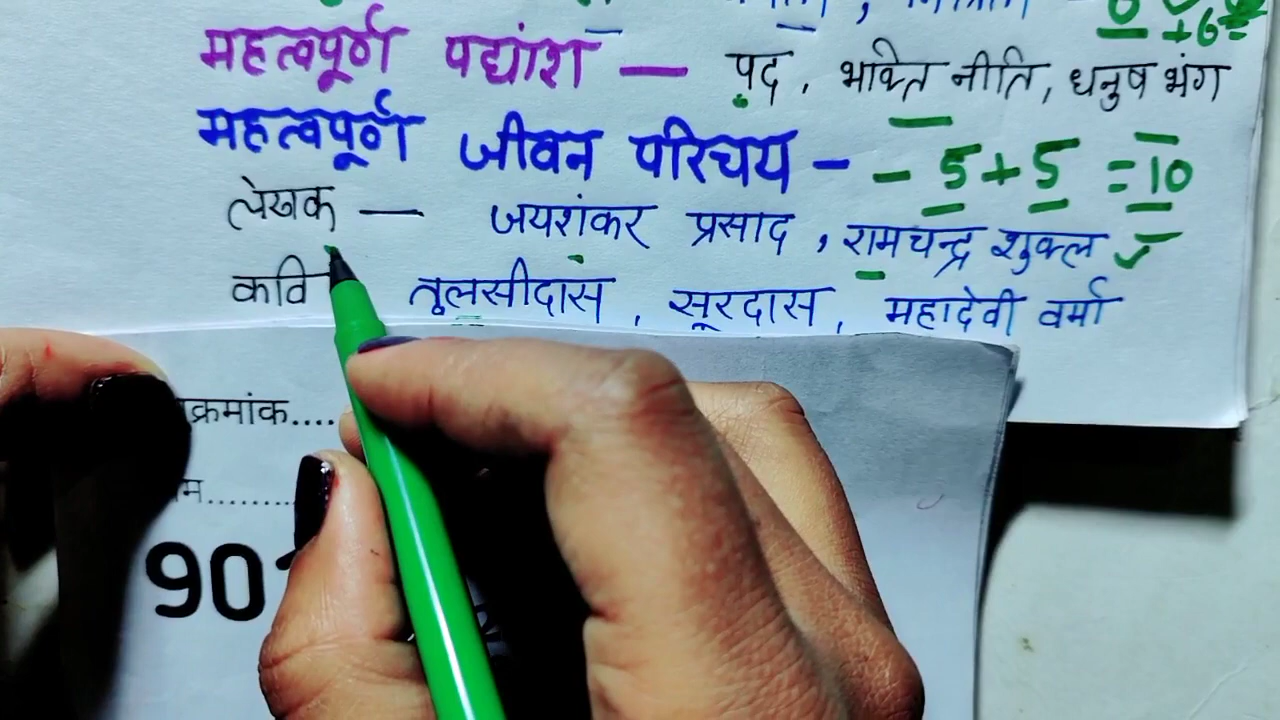 +6
महत्वपूर्ण पद्यांश — पद, भक्ति नीति, धनुष भंग
महत्वपूर्ण जीवन परिचय - - 5+5 =10
लेखक — जयशंकर प्रसाद, रामचन्द्र शुक्ल ✓
कवि तुलसीदास, सूरदास, महादेवी वर्मा
क्रमांक....
90